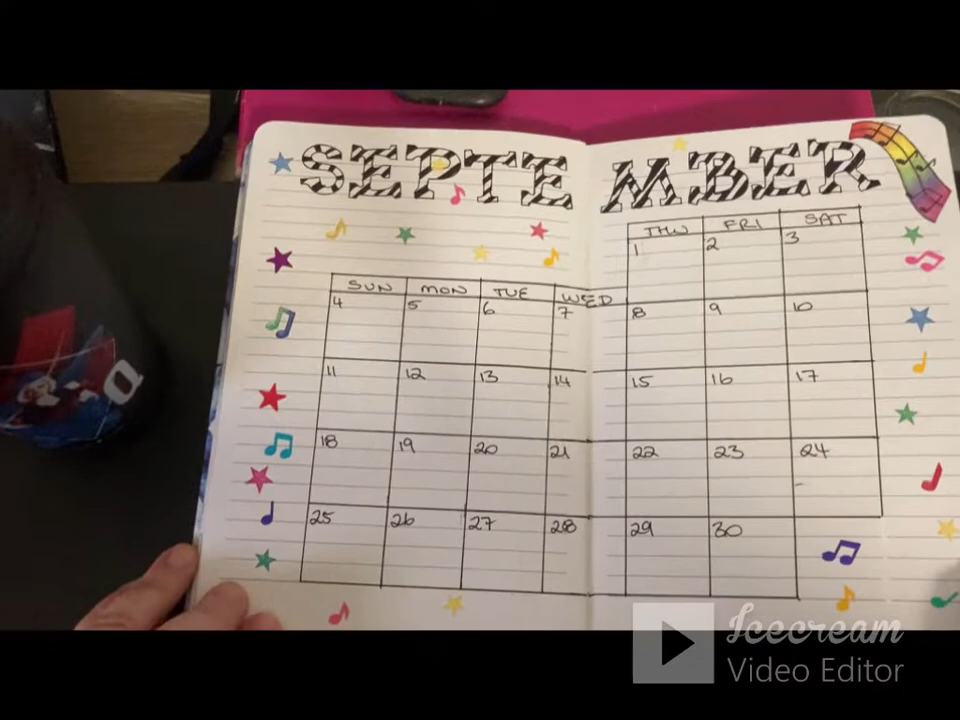 SEPTEMBER
THU FRI SAT
1 2 3
SUN MON TUE WED
4 5 6 7 8 9 10
11 12 13 14 15 16 17
18 19 20 21 22 23 24
25 26 27 28 29 30
Icecream
Video Editor